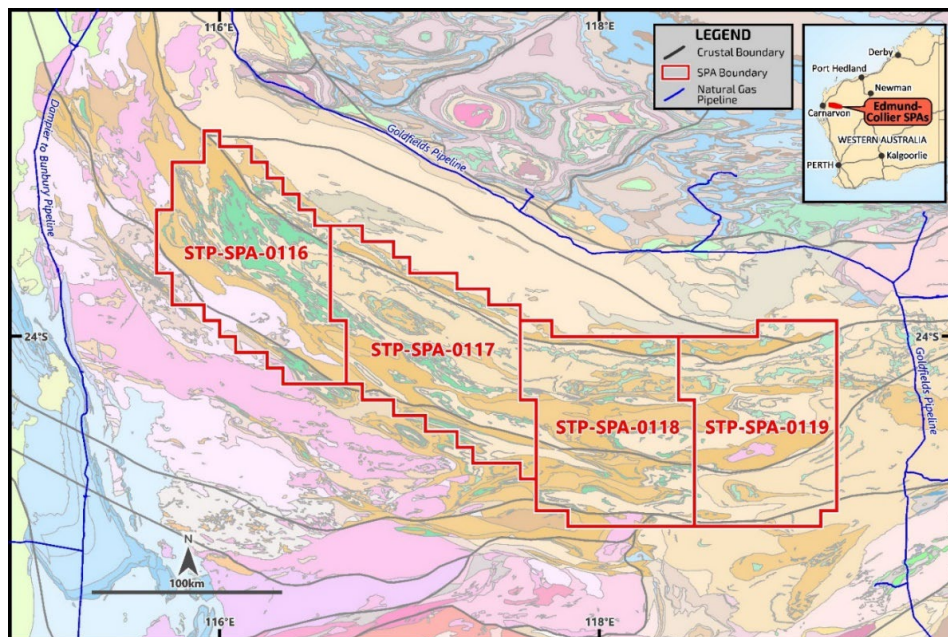 116°E
118°E
LEGEND
Crustal Boundary
SPA Boundary
Natural Gas
Pipeline
Derby
Port Hedland
Newman
Carnarvon
Edmund-
Collier SPAs
WESTERN AUSTRALIA
Kalgoorlie
PERTH
Dampier to Bunbury Pipeline
Goldfields Pipeline
STP-SPA-0116
24°S
STP-SPA-0117
24°S
STP-SPA-0118
STP-SPA-0119
Goldfields Pipeline
N
100km
116°E
118°E